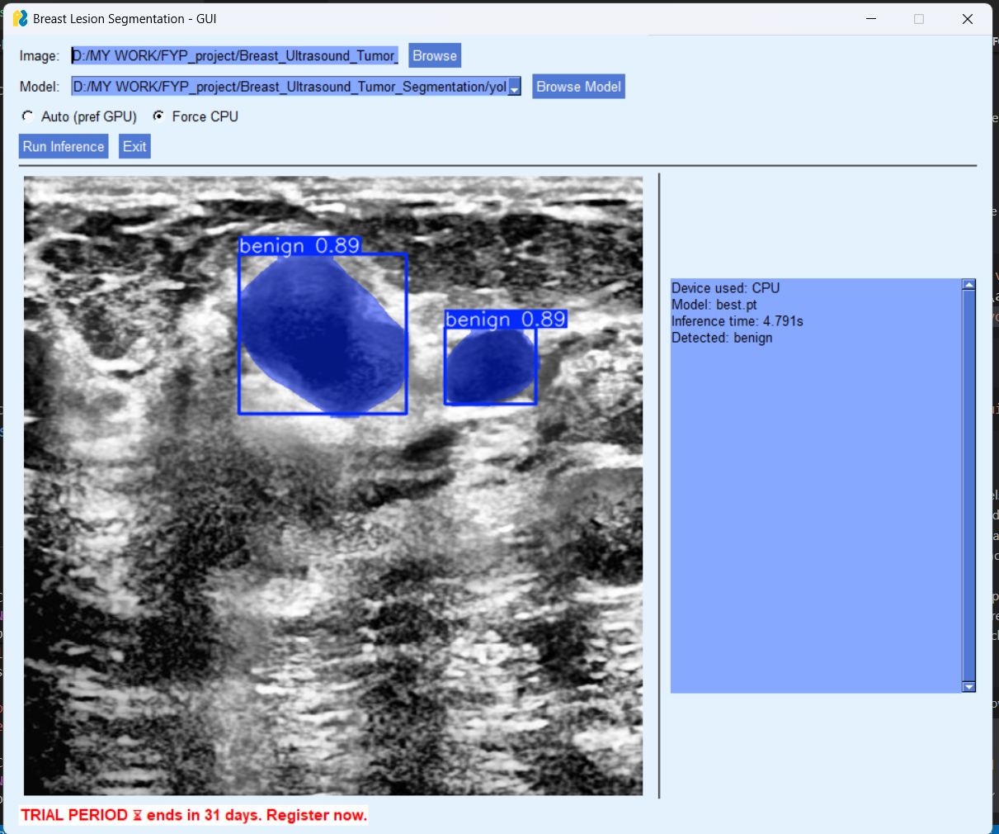 Breast Lesion Segmentation - GUI
Image: D:/MY WORK/FYP_project/Breast_Ultrasound_Tumor_ Browse
Model: D:/MY WORK/FYP_project/Breast_Ultrasound_Tumor_Segmentation/yol Browse Model
Auto (pref GPU) Force CPU
Run Inference Exit
benign 0.89
benign 0.89
Device used: CPU
Model: best.pt
Inference time: 4.791s
Detected: benign
TRIAL PERIOD ⌛ ends in 31 days. Register now.